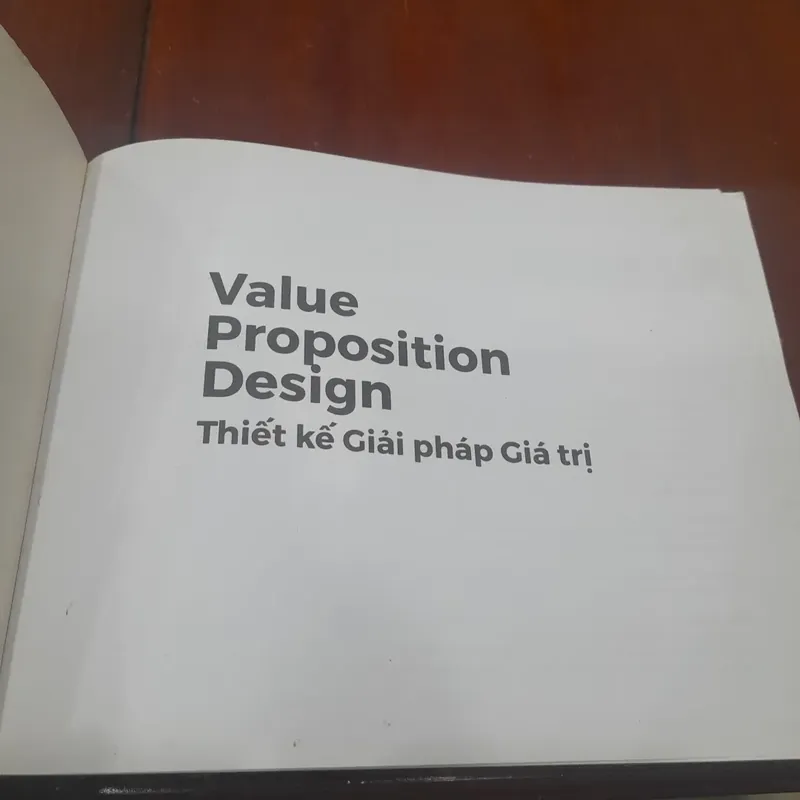 Value
Proposition
Design
Thiết kế Giải pháp Giá trị